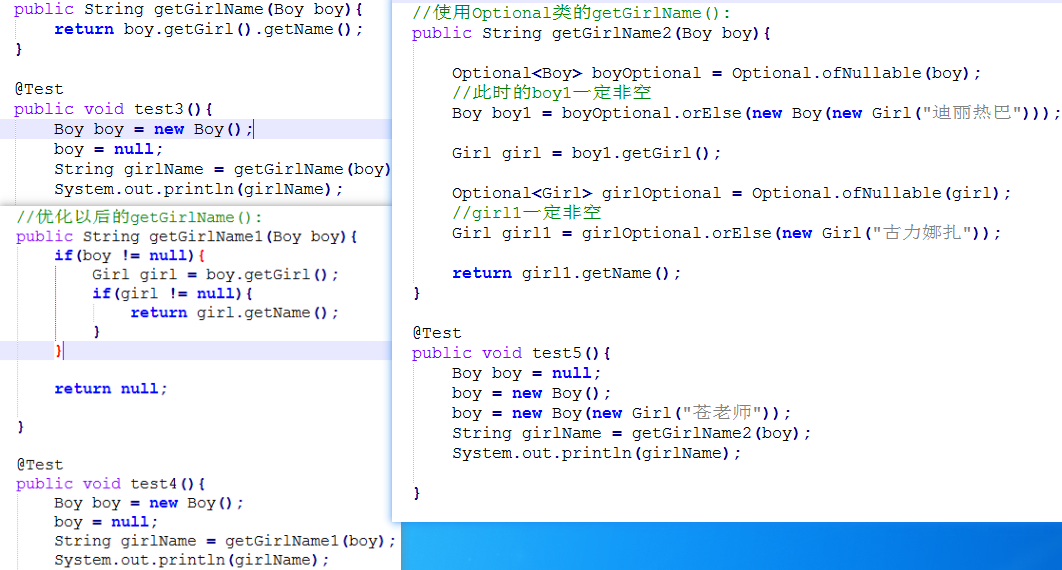 public String getGirlName(Boy boy){
return boy.getGirl().getName();
}
@Test
public void test3(){
Boy boy = new Boy();
boy = null;
String girlName = getGirlName(boy)
System.out.println(girlName);
//优化以后的getGirlName():
public String getGirlName1(Boy boy){
if(boy != null){
Girl girl = boy.getGirl();
if(girl != null){
return girl.getName();
}
}
return null;
}
@Test
public void test4(){
Boy boy = new Boy();
boy = null;
String girlName = getGirlName1(boy);
System.out.println(girlName);
//使用Optional类的getGirlName():
public String getGirlName2(Boy boy){
Optional<Boy> boyOptional = Optional.ofNullable(boy);
//此时的boy1一定非空
Boy boy1 = boyOptional.orElse(new Boy(new Girl("迪丽热巴")));
Girl girl = boy1.getGirl();
Optional<Girl> girlOptional = Optional.ofNullable(girl);
//girl1一定非空
Girl girl1 = girlOptional.orElse(new Girl("古力娜扎"));
return girl1.getName();
}
@Test
public void test5(){
Boy boy = null;
boy = new Boy();
boy = new Boy(new Girl("苍老师"));
String girlName = getGirlName2(boy);
System.out.println(girlName);
}